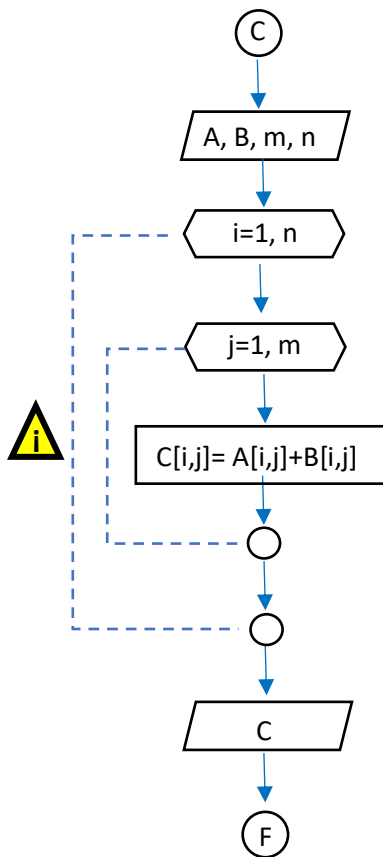 C
A, B, m, n
i=1, n
j=1, m
i
C[i,j]= A[i,j]+B[i,j]
C
F